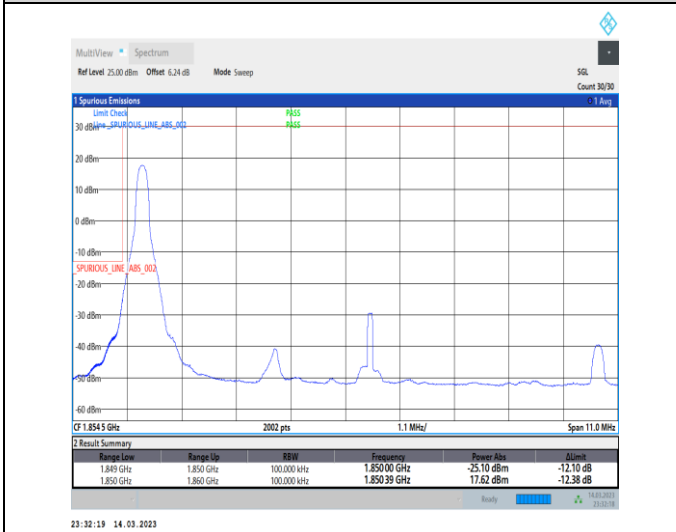 MultiView Spectrum
Ref Level 25.00 dBm Offset 6.24 dB Mode Sweep SGL
Count 30/30
1 Spurious Emissions 1 Avg
Limit Check PASS
30 dBm Line _SPURIOUS_LINE_ABS_002 PASS
20 dBm
10 dBm
0 dBm
-10 dBm
_SPURIOUS_LINE_ABS_002
-20 dBm
-30 dBm
-40 dBm
-50 dBm
-60 dBm
CF 1.8545 GHz 2002 pts 1.1 MHz/ Span 11.0 MHz
2 Result Summary
Range Low Range Up RBW Frequency Power Abs ΔLimit
1.849 GHz 1.850 GHz 100.000 kHz 1.85000 GHz -25.10 dBm -12.10 dB
1.850 GHz 1.860 GHz 100.000 kHz 1.85039 GHz 17.62 dBm -12.38 dB
Ready 14.03.2023
23:32:18
23:32:19 14.03.2023